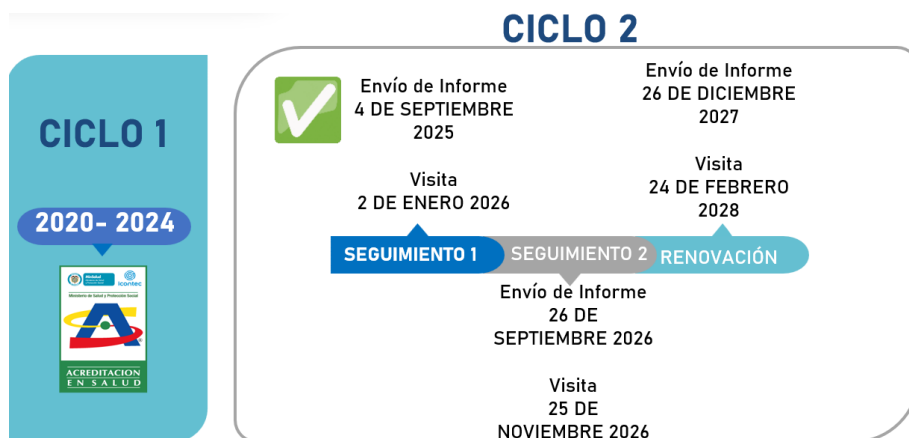 CICLO 2
CICLO 1
2020- 2024
icontec
Ministerio de Salud y Protección Social
ACREDITACION
EN SALUD
Envío de Informe
4 DE SEPTIEMBRE
2025
Visita
2 DE ENERO 2026
Envío de Informe
26 DE DICIEMBRE
2027
Visita
24 DE FEBRERO
2028
SEGUIMIENTO 1
SEGUIMIENTO 2
RENOVACIÓN
Envío de Informe
26 DE
SEPTIEMBRE 2026
Visita
25 DE
NOVIEMBRE 2026